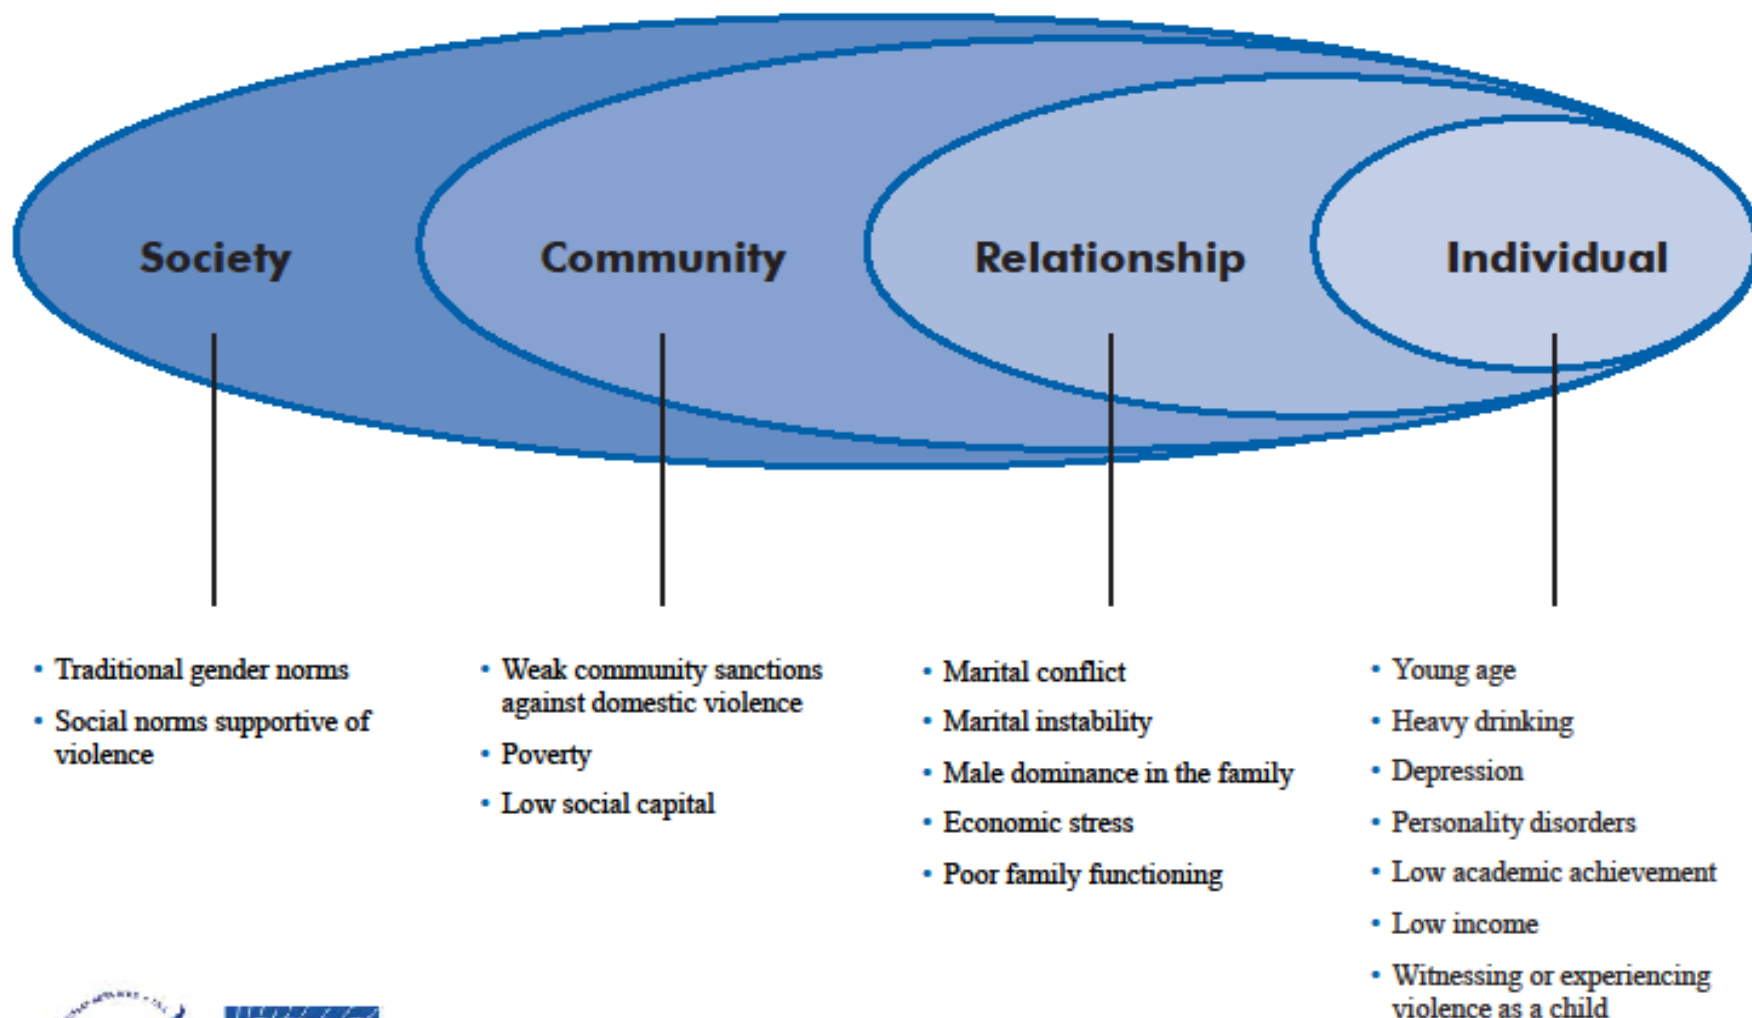 Society
Community
Relationship
Individual
• Traditional gender norms
• Social norms supportive of
violence
• Weak community sanctions
against domestic violence
• Poverty
• Low social capital
• Marital conflict
• Marital instability
• Male dominance in the family
• Economic stress
• Poor family functioning
• Young age
• Heavy drinking
• Depression
• Personality disorders
• Low academic achievement
• Low income
• Witnessing or experiencing
violence as a child